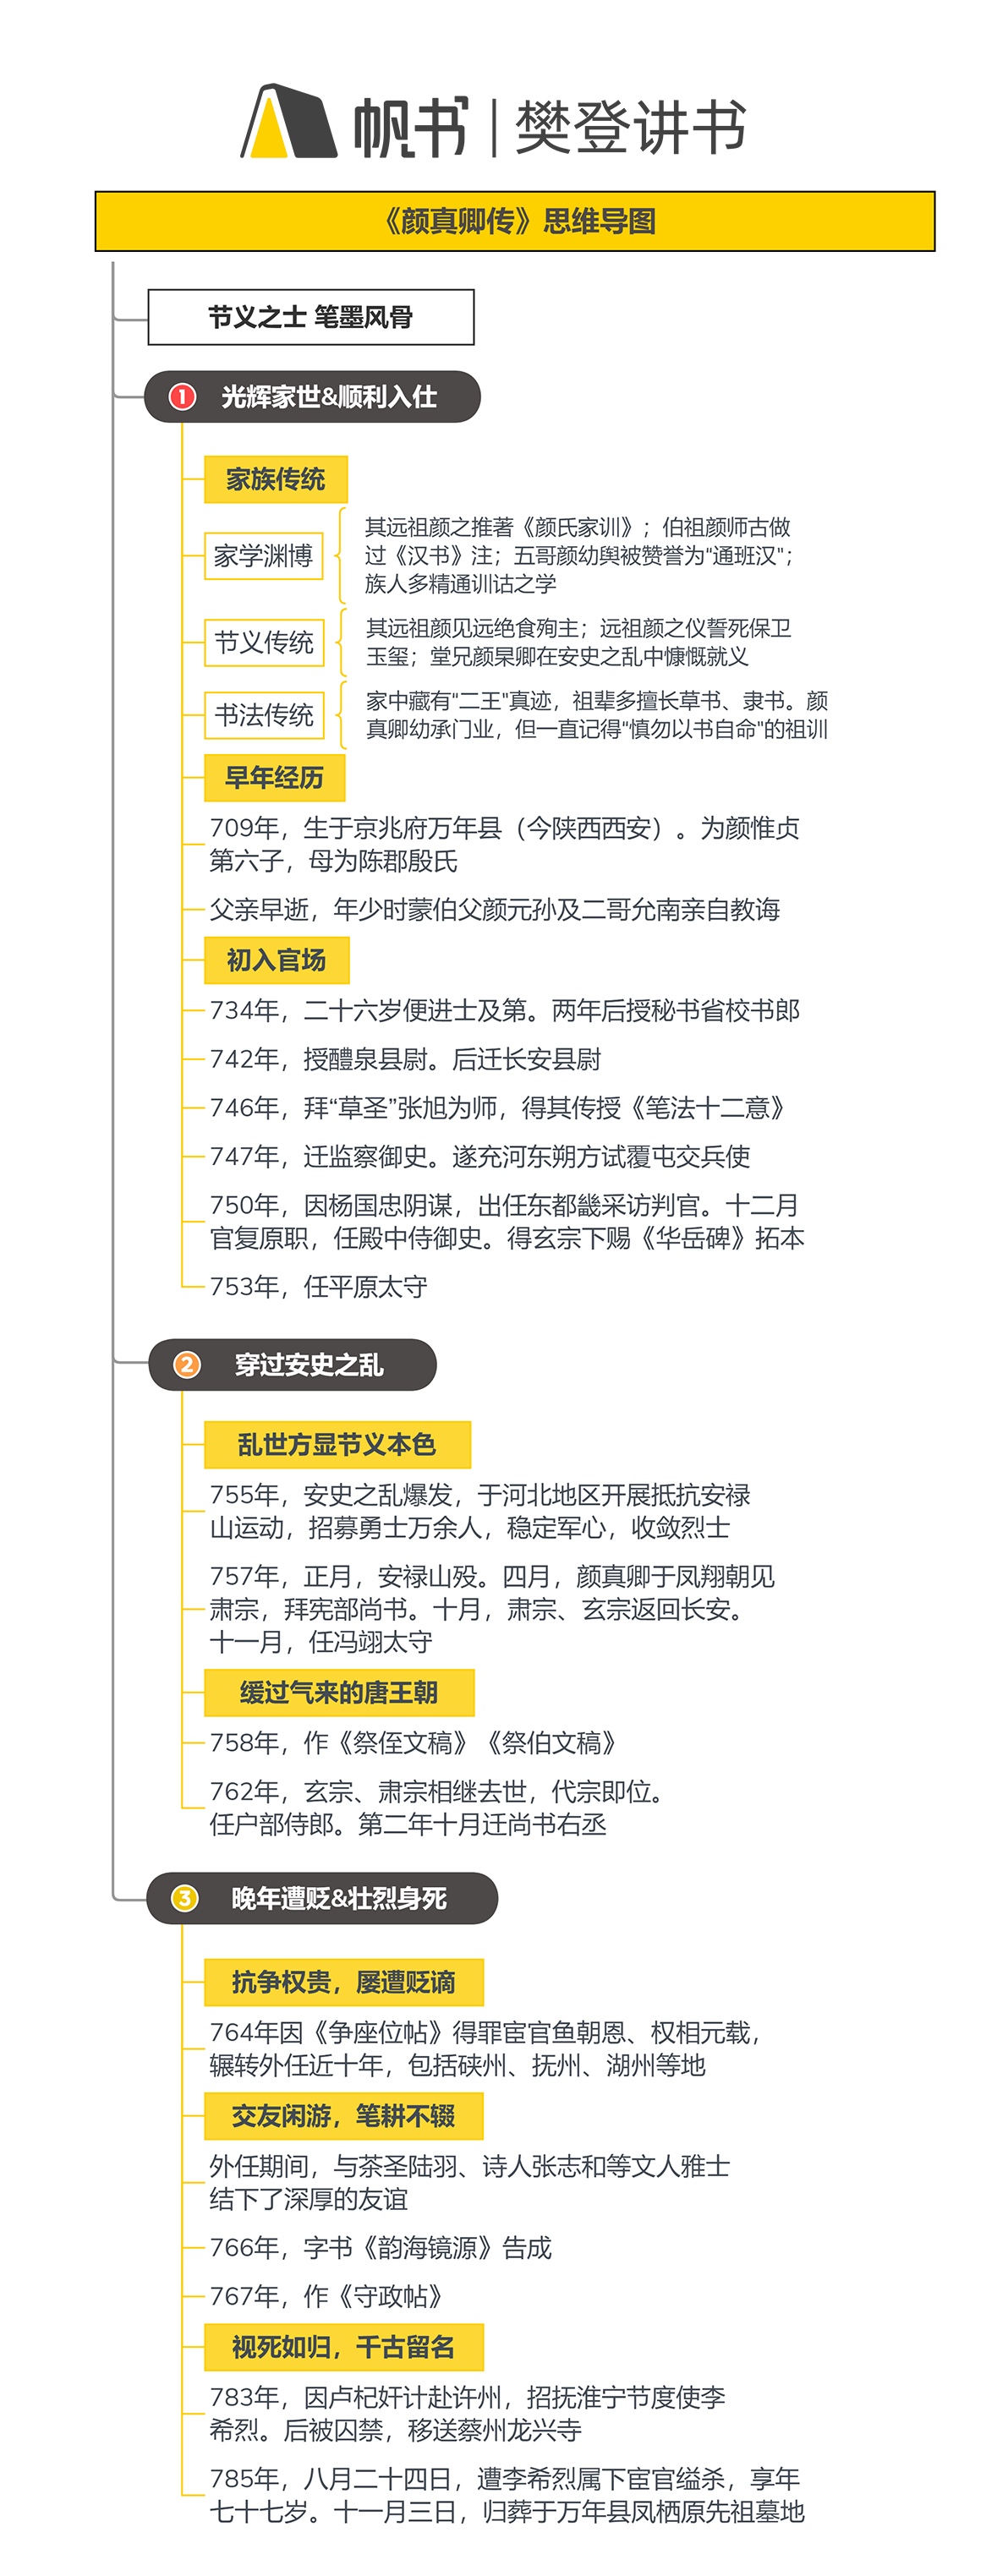 帆书|樊登讲书
《颜真卿传》思维导图
节义之士 笔墨风骨
1 光辉家世&顺利入仕
家族传统
家学渊博
其远祖颜之推著《颜氏家训》；伯祖颜师古做
过《汉书》注；五哥颜幼舆被赞誉为“通班汉”；
族人多精通训诂之学
节义传统
其远祖颜见远绝食殉主；远祖颜之仪誓死保卫
玉玺；堂兄颜杲卿在安史之乱中慷慨就义
书法传统
家中藏有“二王”真迹，祖辈多擅长草书、隶书。颜
真卿幼承门业，但一直记得“慎勿以书自命”的祖训
早年经历
709年，生于京兆府万年县（今陕西西安）。为颜惟贞
第六子，母为陈郡殷氏
父亲早逝，年少时蒙伯父颜元孙及二哥允南亲自教诲
初入官场
734年，二十六岁便进士及第。两年后授秘书省校书郎
742年，授醴泉县尉。后迁长安县尉
746年，拜“草圣”张旭为师，得其传授《笔法十二意》
747年，迁监察御史。遂充河东朔方试覆屯交兵使
750年，因杨国忠阴谋，出任东都畿采访判官。十二月
官复原职，任殿中侍御史。得玄宗下赐《华岳碑》拓本
753年，任平原太守
2 穿过安史之乱
乱世方显节义本色
755年，安史之乱爆发，于河北地区开展抵抗安禄
山运动，招募勇士万余人，稳定军心，收敛烈士
757年，正月，安禄山殁。四月，颜真卿于凤翔朝见
肃宗，拜宪部尚书。十月，肃宗、玄宗返回长安。
十一月，任冯翊太守
缓过气来的唐王朝
758年，作《祭侄文稿》《祭伯文稿》
762年，玄宗、肃宗相继去世，代宗即位。
任户部侍郎。第二年十月迁尚书右丞
3 晚年遭贬&壮烈身死
抗争权贵，屡遭贬谪
764年因《争座位帖》得罪宦官鱼朝恩、权相元载，
辗转外任近十年，包括硖州、抚州、湖州等地
交友闲游，笔耕不辍
外任期间，与茶圣陆羽、诗人张志和等文人雅士
结下了深厚的友谊
766年，字书《韵海镜源》告成
767年，作《守政帖》
视死如归，千古留名
783年，因卢杞奸计赴许州，招抚淮宁节度使李
希烈。后被囚禁，移送蔡州龙兴寺
785年，八月二十四日，遭李希烈属下宦官缢杀，享年
七十七岁。十一月三日，归葬于万年县凤栖原先祖墓地